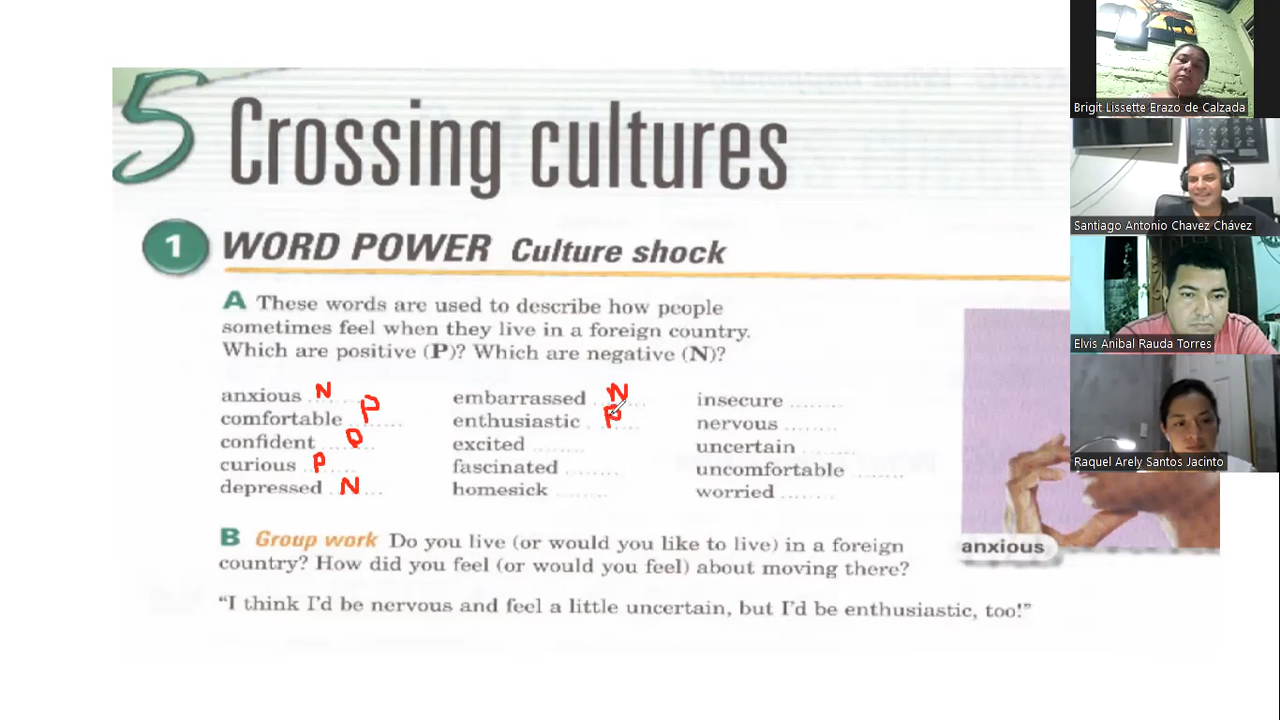 5 Crossing cultures
1 WORD POWER Culture shock
A These words are used to describe how people
sometimes feel when they live in a foreign country.
Which are positive (P)? Which are negative (N)?
anxious ........ N
comfortable ........ P
confident ........ P
curious ........ P
depressed ........ N
embarrassed ........ N
enthusiastic ........ P
excited ........
fascinated ........
homesick ........
insecure ........
nervous ........
uncertain ........
uncomfortable ........
worried ........
anxious
B Group work Do you live (or would you like to live) in a foreign
country? How did you feel (or would you feel) about moving there?
"I think I'd be nervous and feel a little uncertain, but I'd be enthusiastic, too!"
Brigit Lissette Erazo de Calzada
Santiago Antonio Chavez Chávez
Elvis Anibal Rauda Torres
Raquel Arely Santos Jacinto